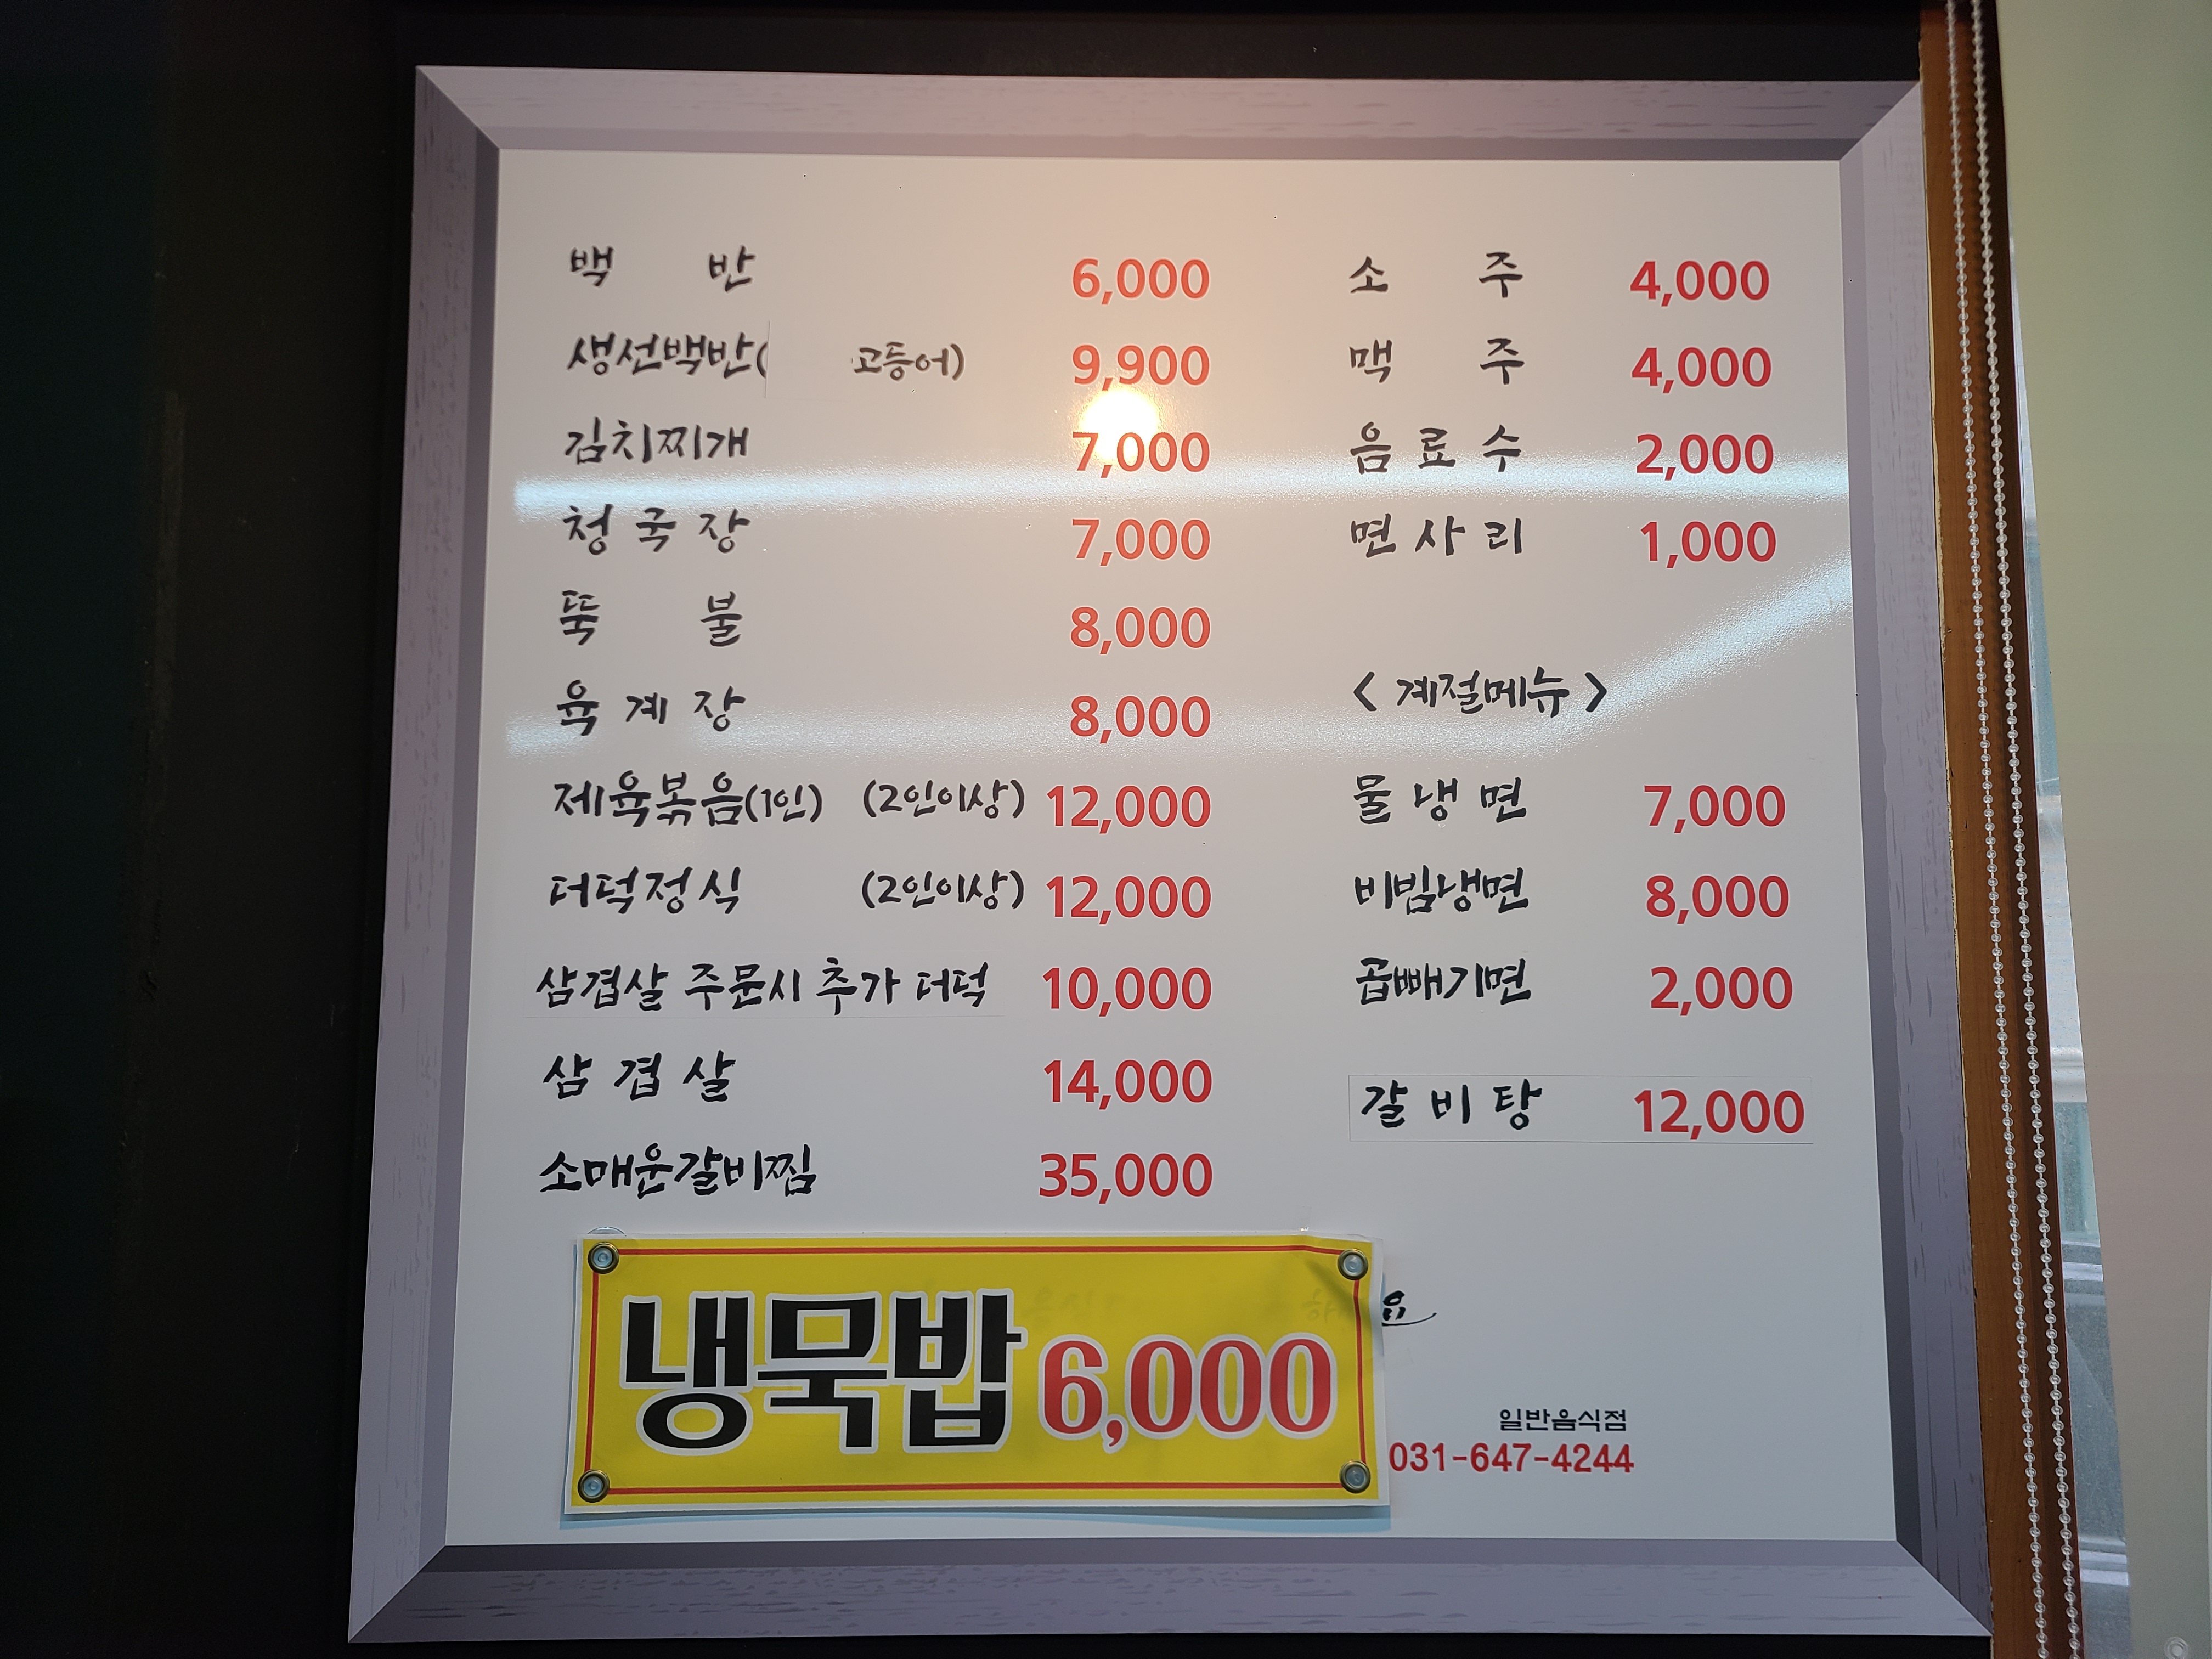 백 반 6,000
생선백반( 고등어) 9,900
김치찌개 7,000
청국장 7,000
뚝 불 8,000
육계장 8,000
제육볶음(1인) (2인이상) 12,000
더덕정식 (2인이상) 12,000
삼겹살 주문시 추가 더덕 10,000
삼겹살 14,000
소매운갈비찜 35,000
소 주 4,000
맥 주 4,000
음료수 2,000
면사리 1,000
< 계절메뉴 >
물냉면 7,000
비빔냉면 8,000
곱빼기면 2,000
갈비탕 12,000
냉묵밥 6,000
요
일반음식점
031-647-4244